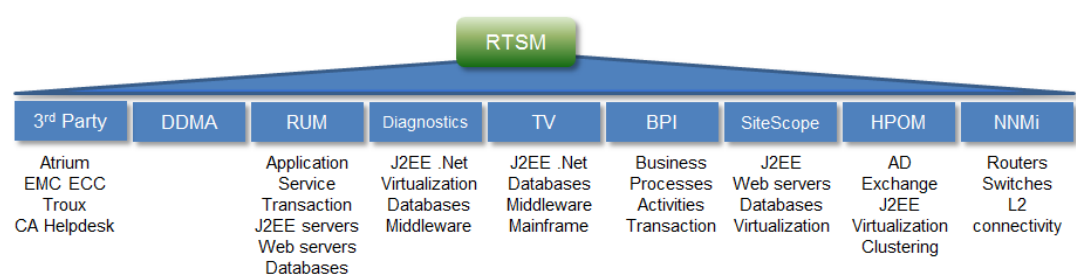 RTSM
3rd Party
DDMA
RUM
Diagnostics
TV
BPI
SiteScope
HPOM
NNMi
Atrium
EMC ECC
Troux
CA Helpdesk
Application
Service
Transaction
J2EE servers
Web servers
Databases
J2EE .Net
Virtualization
Databases
Middleware
J2EE .Net
Databases
Middleware
Mainframe
Business
Processes
Activities
Transaction
J2EE
Web servers
Databases
Virtualization
AD
Exchange
J2EE
Virtualization
Clustering
Routers
Switches
L2
connectivity